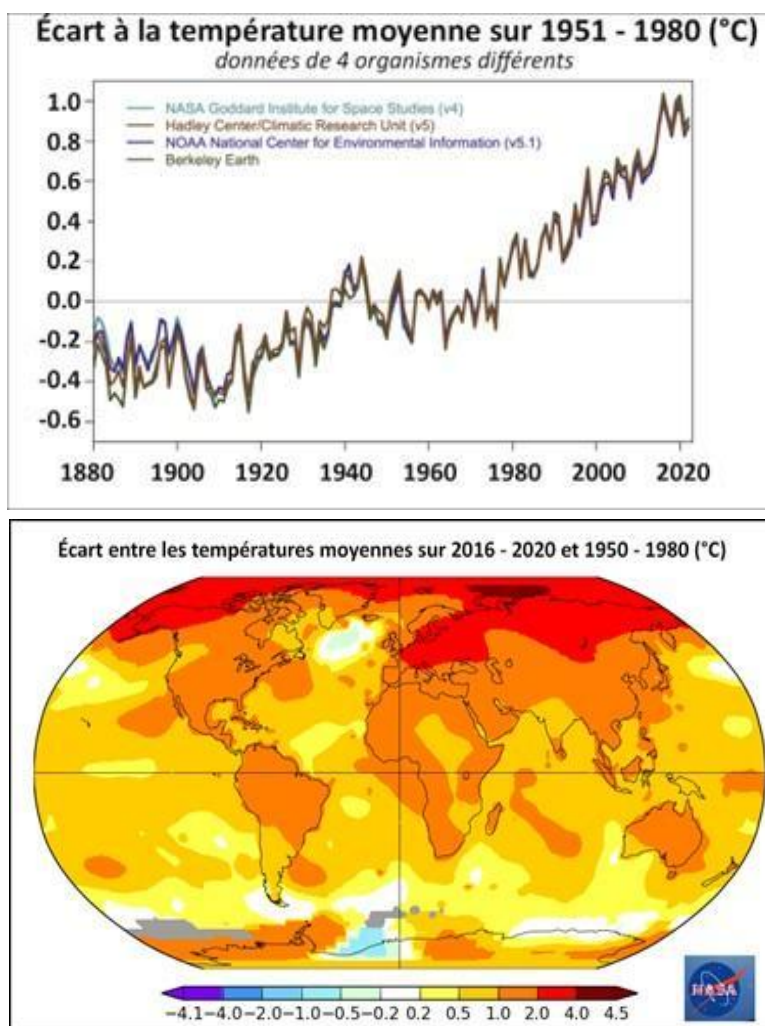 Écart à la température moyenne sur 1951 - 1980 (°C)
données de 4 organismes différents
1.0
NASA Goddard Institute for Space Studies (v4)
Hadley Center/Climatic Research Unit (v5)
0.8
NOAA National Center for Environmental Information (v5.1)
Berkeley Earth
0.6
0.4
0.2
0.0
-0.2
-0.4
-0.6
1880 1900 1920 1940 1960 1980 2000 2020
Écart entre les températures moyennes sur 2016 - 2020 et 1950 - 1980 (°C)
NASA
−4.1 −4.0 −2.0 −1.0 −0.5 −0.2 0.2 0.5 1.0 2.0 4.0 4.5